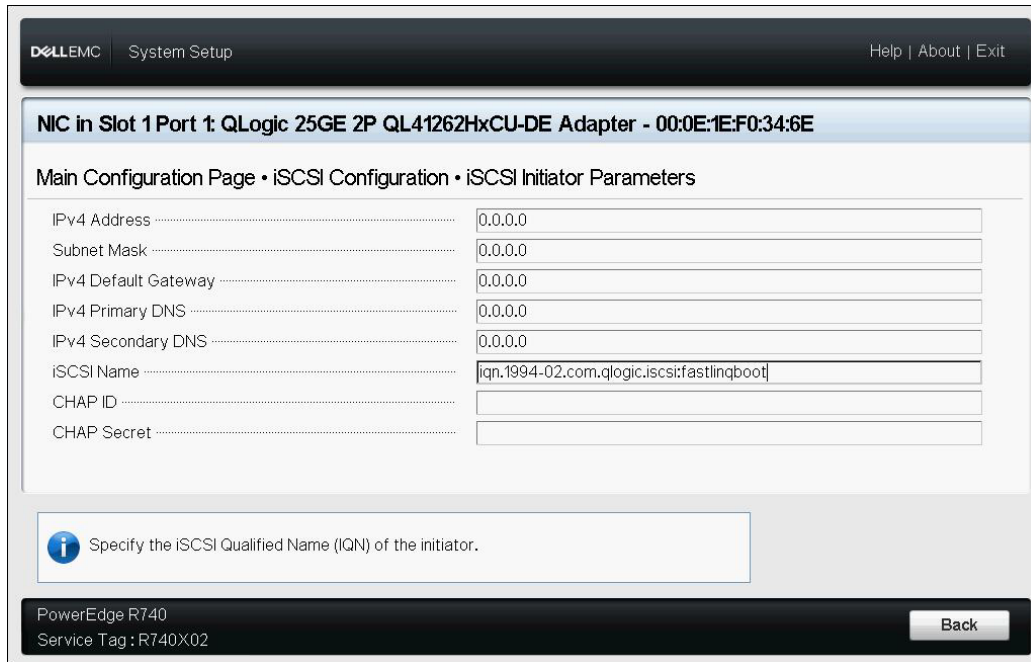 DELLEMC System Setup Help | About | Exit
NIC in Slot 1 Port 1: QLogic 25GE 2P QL41262HxCU-DE Adapter - 00:0E:1E:F0:34:6E
Main Configuration Page • iSCSI Configuration • iSCSI Initiator Parameters
IPv4 Address 0.0.0.0
Subnet Mask 0.0.0.0
IPv4 Default Gateway 0.0.0.0
IPv4 Primary DNS 0.0.0.0
IPv4 Secondary DNS 0.0.0.0
iSCSI Name iqn.1994-02.com.qlogic.iscsi:fastlinqboot
CHAP ID
CHAP Secret
Specify the iSCSI Qualified Name (IQN) of the initiator.
PowerEdge R740
Service Tag : R740X02
Back